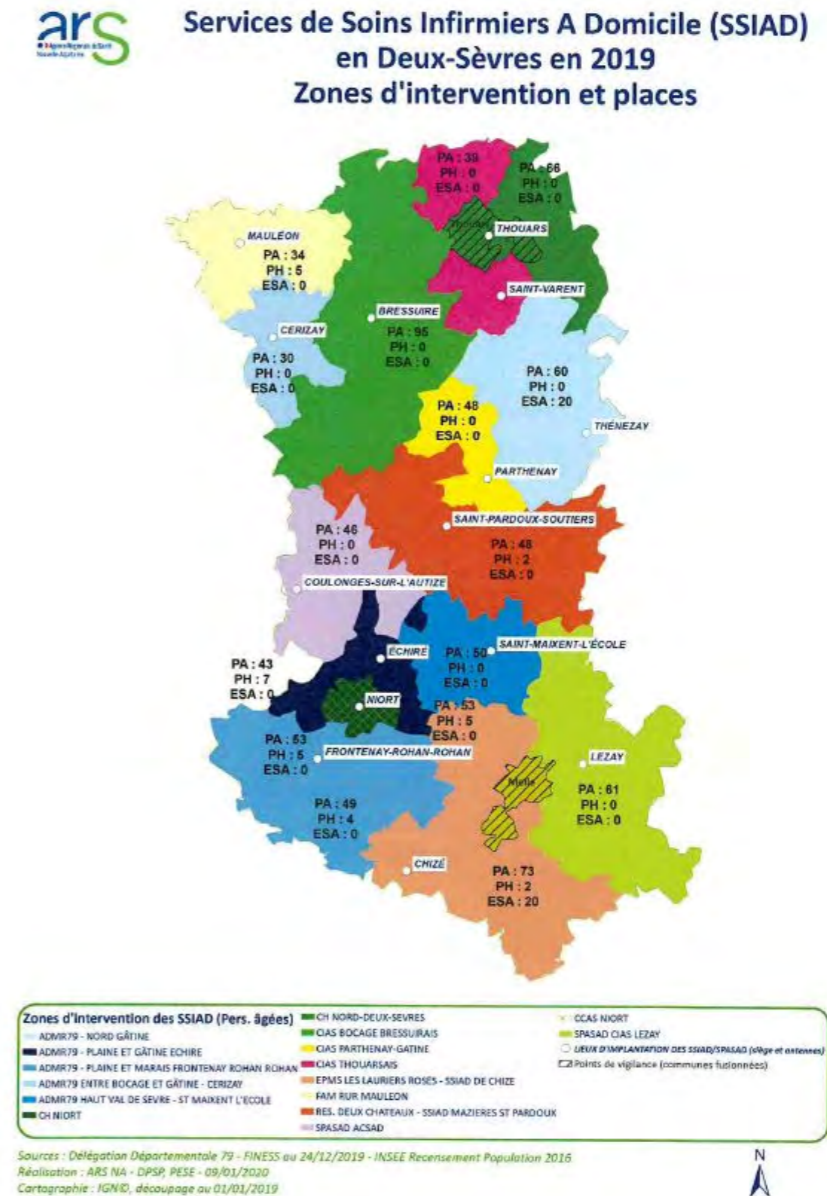 ars
Agence Régionale de Santé
Nouvelle-Aquitaine
Services de Soins Infirmiers A Domicile (SSIAD)
en Deux-Sèvres en 2019
Zones d'intervention et places
PA : 39
PH : 0
ESA : 0
PA : 66
PH : 0
ESA : 0
Thouars
THOUARS
MAULÉON
PA : 34
PH : 5
ESA : 0
SAINT-VARENT
BRESSUIRE
PA : 95
PH : 0
ESA : 0
CERIZAY
PA : 30
PH : 0
ESA : 0
PA : 60
PH : 0
ESA : 20
PA : 48
PH : 0
ESA : 0
THÉNEZAY
PARTHENAY
SAINT-PARDOUX-SOUTIERS
PA : 46
PH : 0
ESA : 0
PA : 48
PH : 2
ESA : 0
COULONGES-SUR-L'AUTIZE
ÉCHIRÉ
SAINT-MAIXENT-L'ÉCOLE
PA : 50
PH : 0
ESA : 0
PA : 43
PH : 7
ESA : 0
NIORT
PA : 53
PH : 5
ESA : 0
PA : 53
PH : 5
ESA : 0
FRONTENAY-ROHAN-ROHAN
LEZAY
Melle
PA : 61
PH : 0
ESA : 0
PA : 49
PH : 4
ESA : 0
CHIZÉ
PA : 73
PH : 2
ESA : 20
Zones d'intervention des SSIAD (Pers. âgées)
ADMR79 - NORD GÂTINE
ADMR79 - PLAINE ET GÂTINE ECHIRE
ADMR79 - PLAINE ET MARAIS FRONTENAY ROHAN ROHAN
ADMR79 ENTRE BOCAGE ET GÂTINE - CERIZAY
ADMR79 HAUT VAL DE SEVRE - ST MAIXENT L'ECOLE
CH NIORT
CH NORD-DEUX-SEVRES
CIAS BOCAGE BRESSUIRAIS
CIAS PARTHENAY-GATINE
CIAS THOUARSAIS
EPMS LES LAURIERS ROSES - SSIAD DE CHIZE
FAM RUR MAULEON
RES. DEUX CHATEAUX - SSIAD MAZIERES ST PARDOUX
SPASAD ACSAD
CCAS NIORT
SPASAD CIAS LEZAY
LIEUX D'IMPLANTATION DES SSIAD/SPASAD (siège et antennes)
Points de vigilance (communes fusionnées)
Sources : Délégation Départementale 79 - FINESS au 24/12/2019 - INSEE Recensement Population 2016
Réalisation : ARS NA - DPSP, PESE - 09/01/2020
Cartographie : IGN©, découpage au 01/01/2019
N